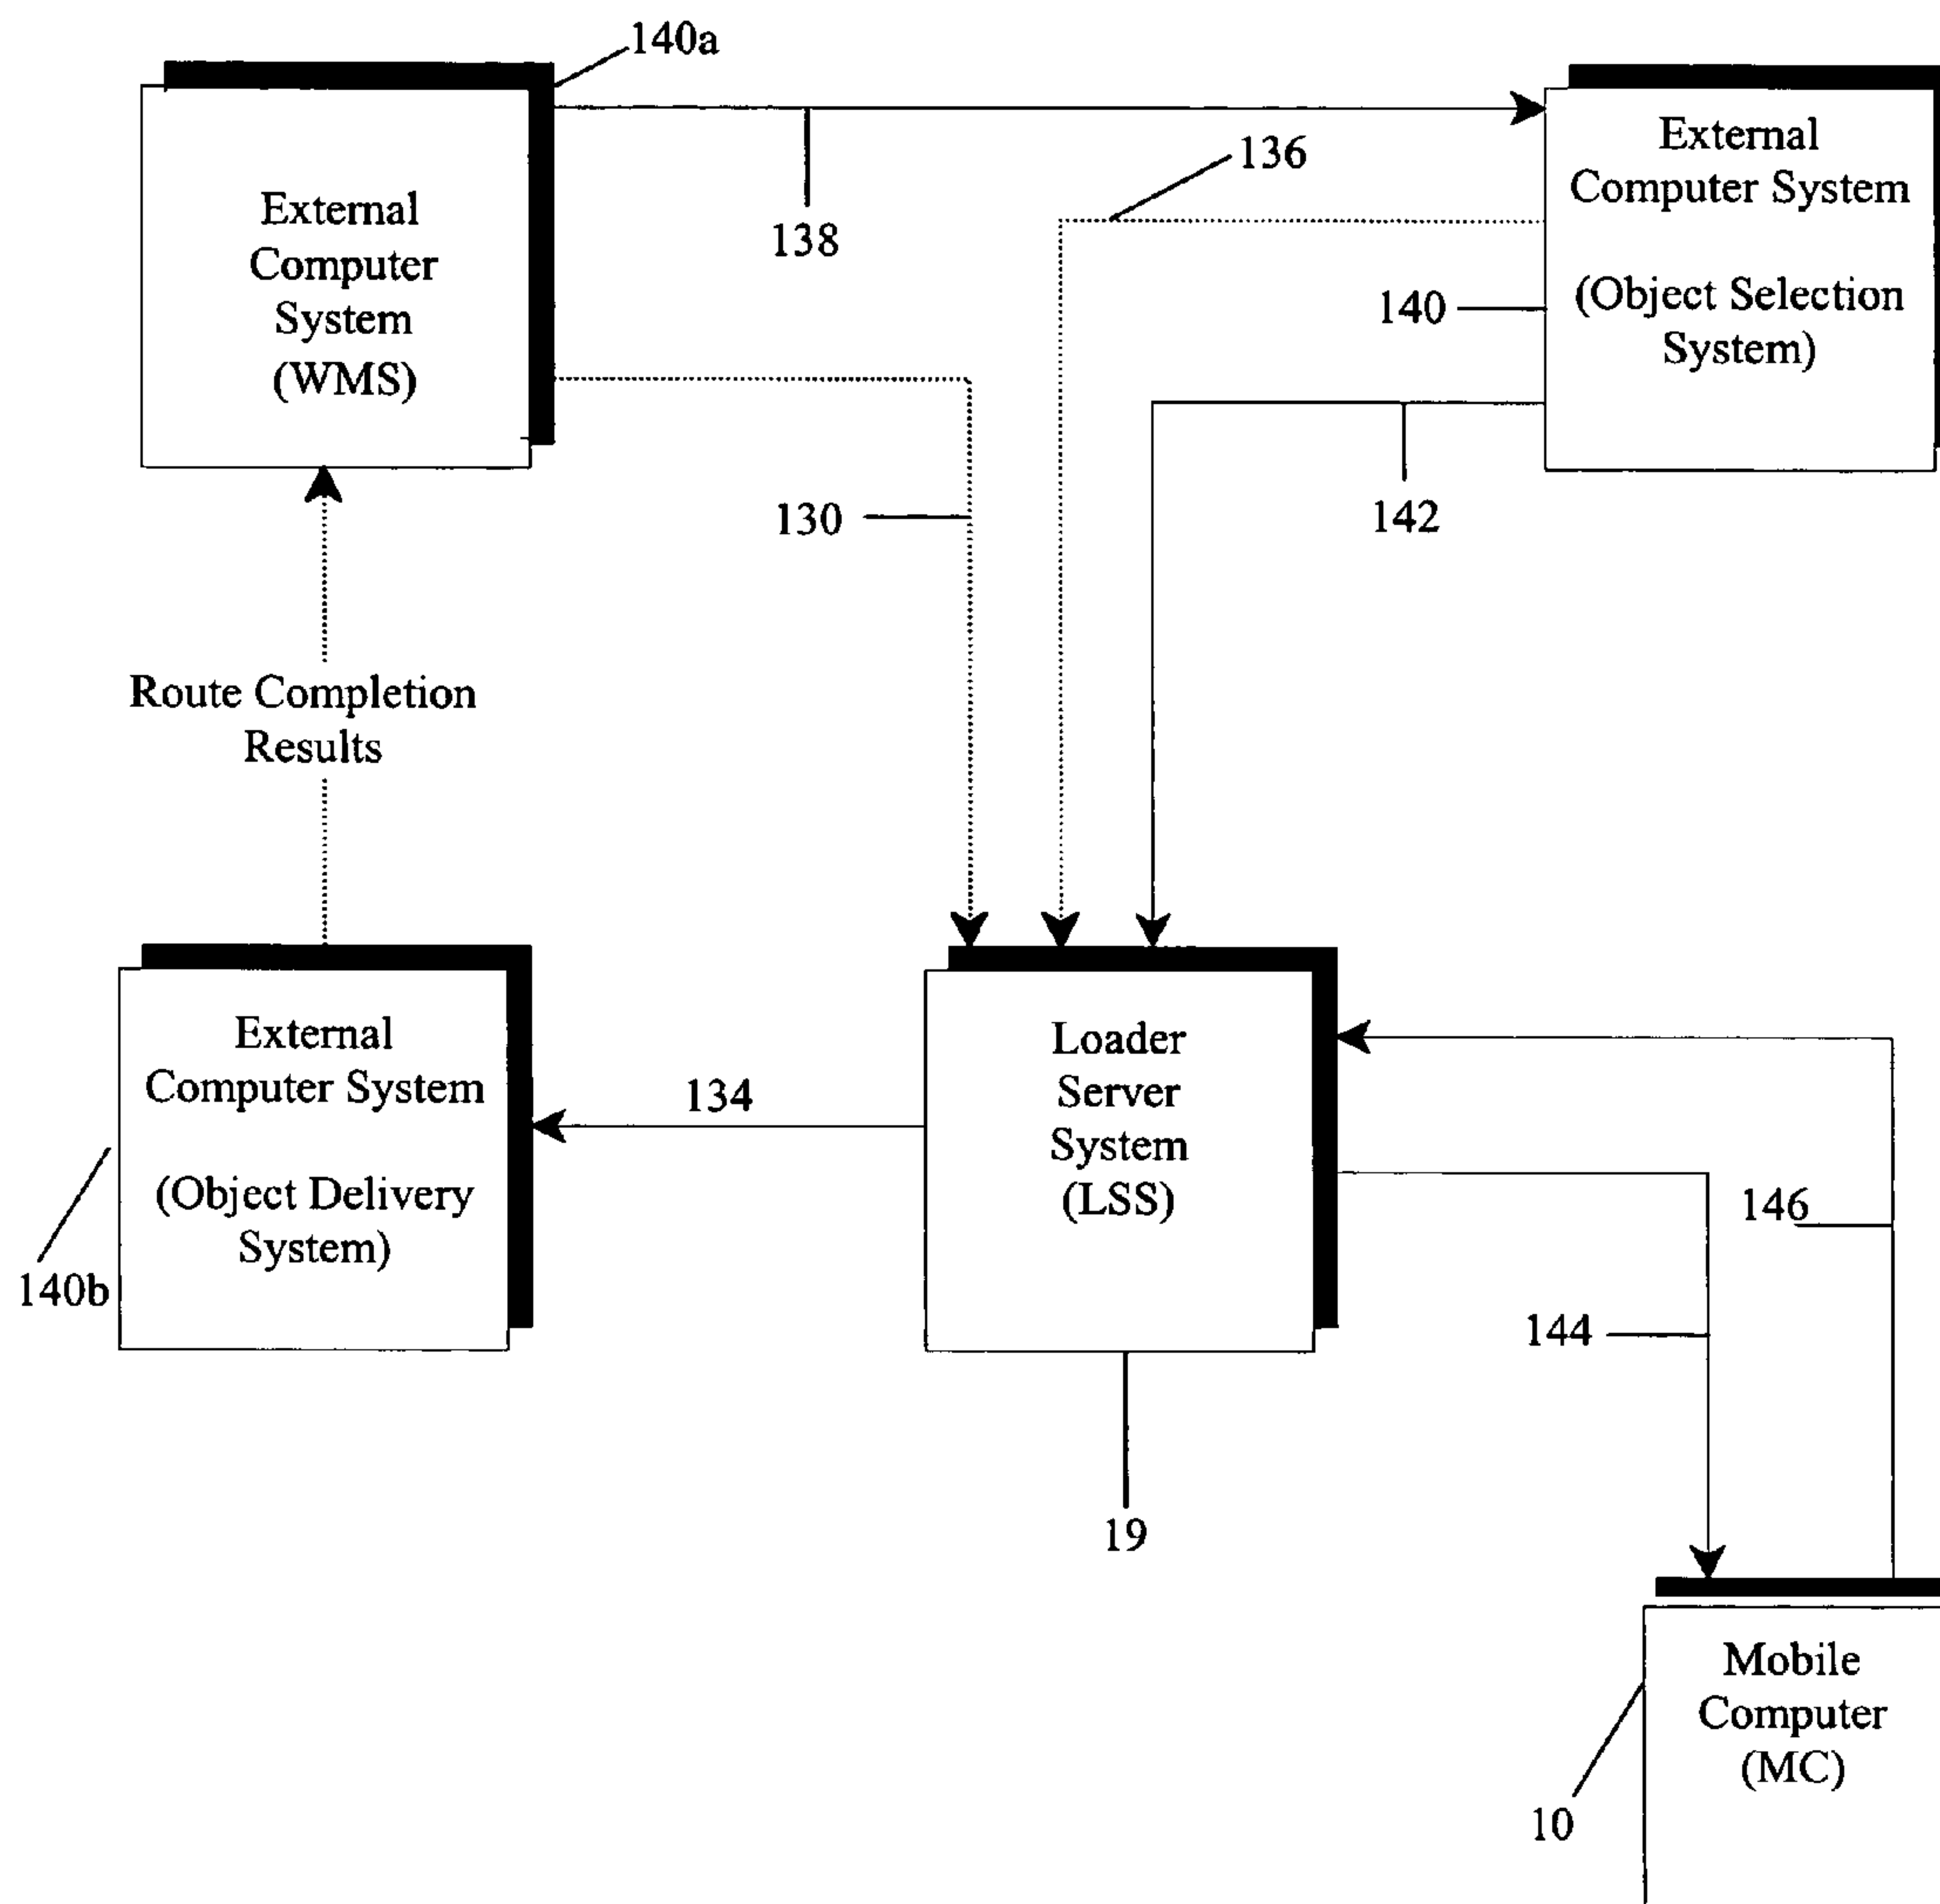 140a
External
Computer
System
(WMS)
138
136
External
Computer System
(Object Selection
System)
140
130
142
Route Completion
Results
External
Computer System
(Object Delivery
System)
140b
134
Loader
Server
System
(LSS)
19
146
144
Mobile
Computer
(MC)
10